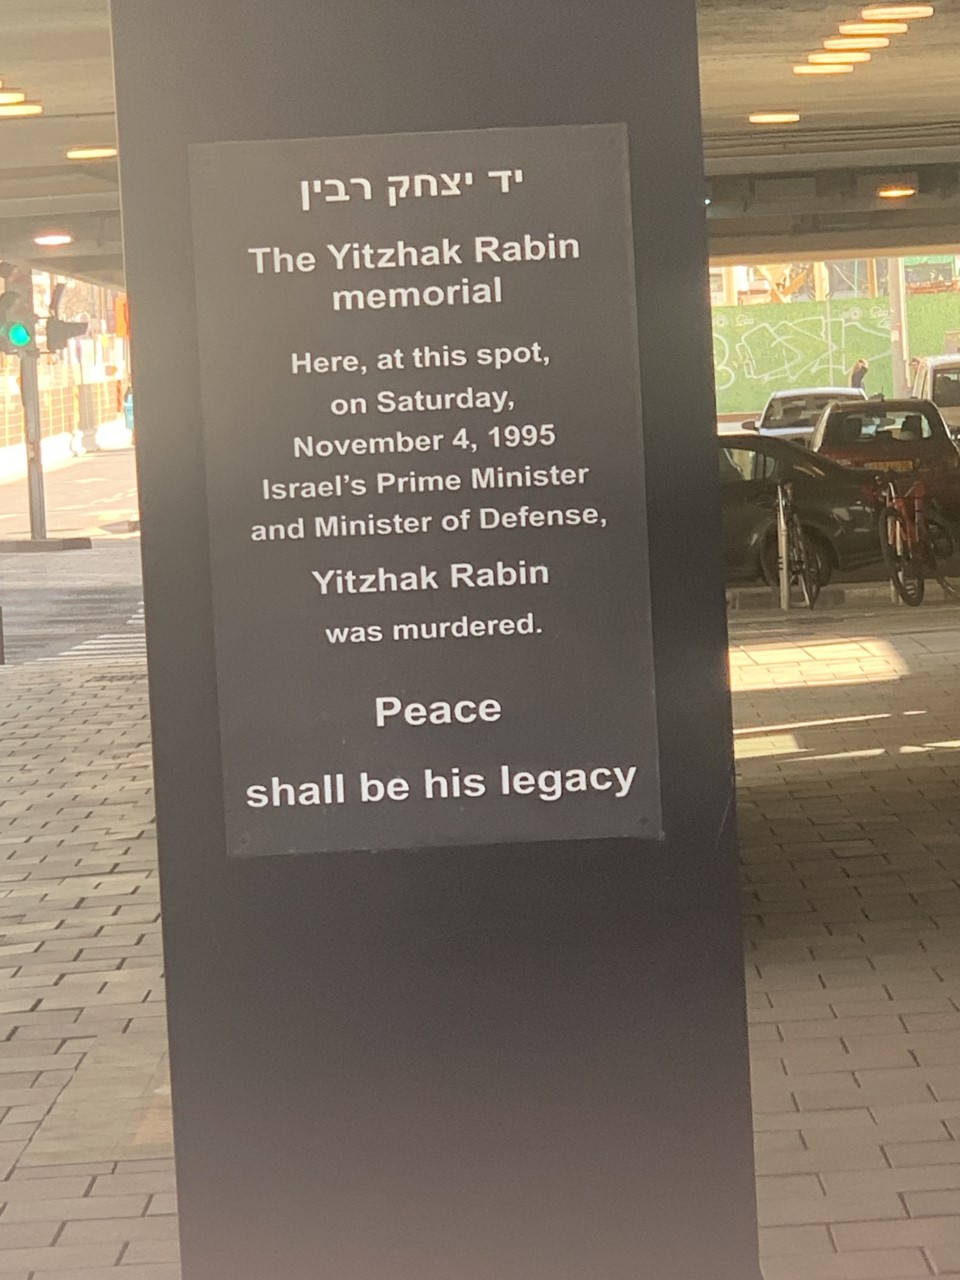 יד יצחק רבין
The Yitzhak Rabin
memorial
Here, at this spot,
on Saturday,
November 4, 1995
Israel's Prime Minister
and Minister of Defense,
Yitzhak Rabin
was murdered.
Peace
shall be his legacy